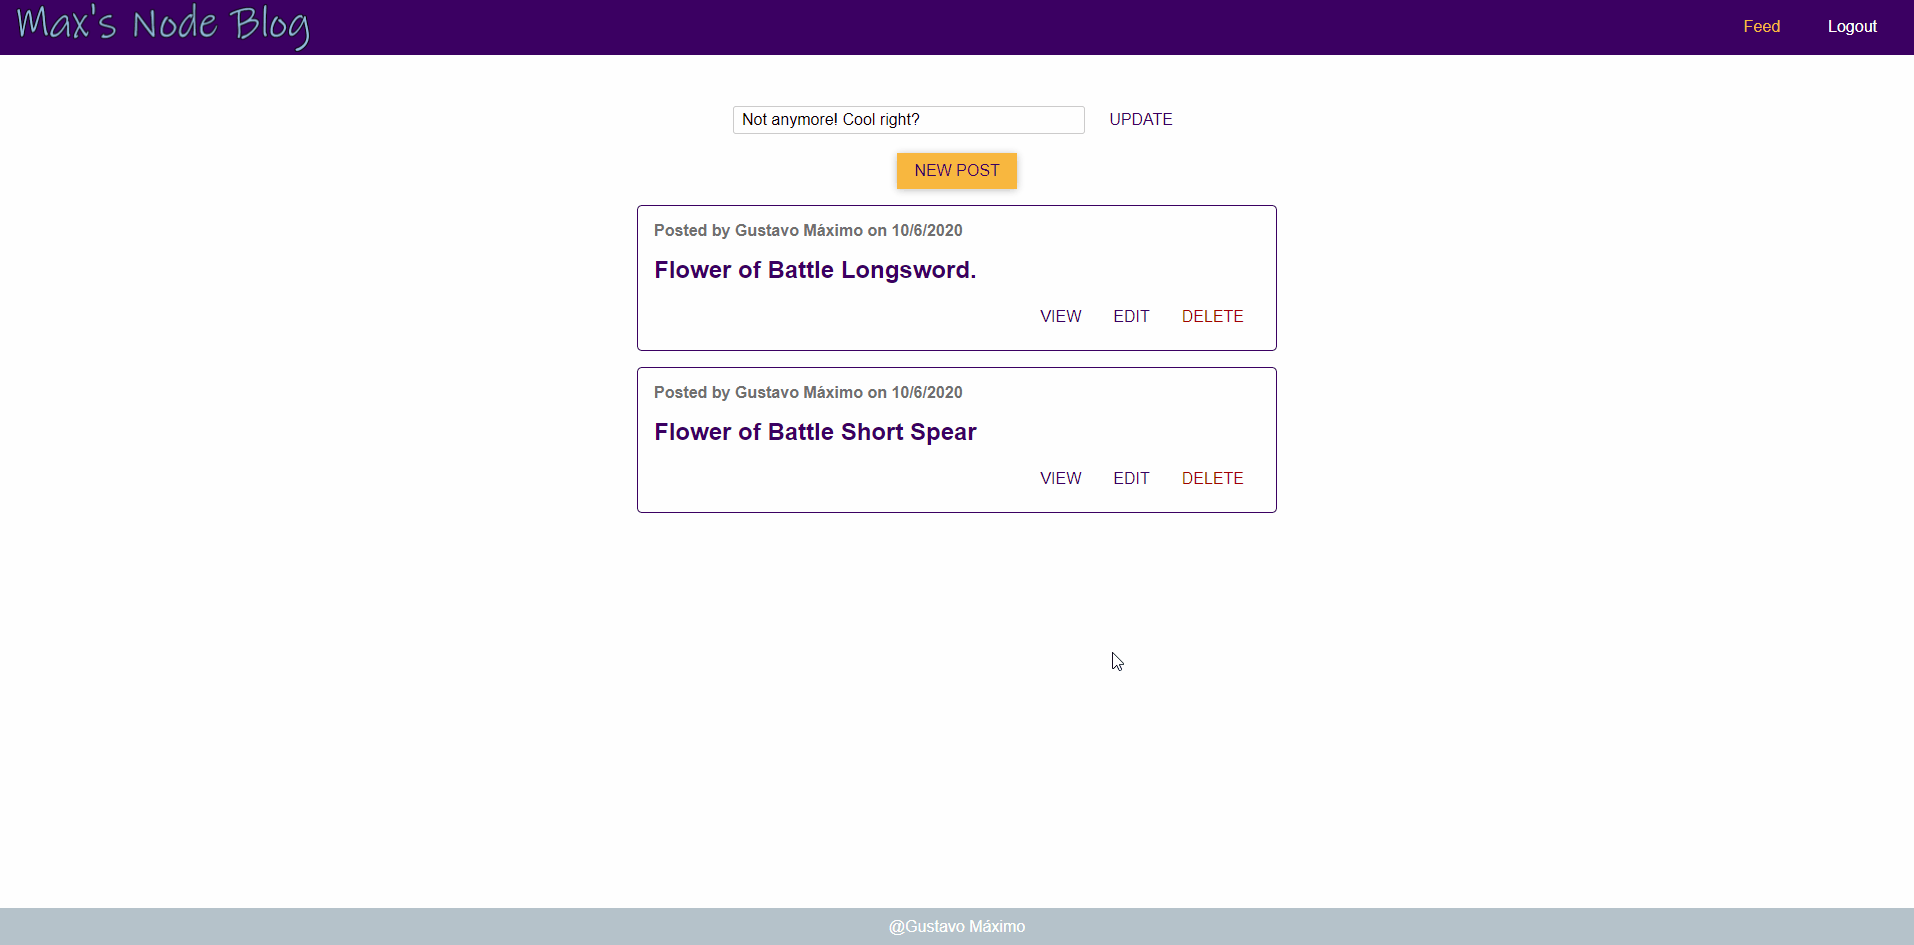 Max's Node Blog
Feed
Logout
Not anymore! Cool right?
UPDATE
NEW POST
Posted by Gustavo Máximo on 10/6/2020
Flower of Battle Longsword.
VIEW
EDIT
DELETE
Posted by Gustavo Máximo on 10/6/2020
Flower of Battle Short Spear
VIEW
EDIT
DELETE
@Gustavo Máximo